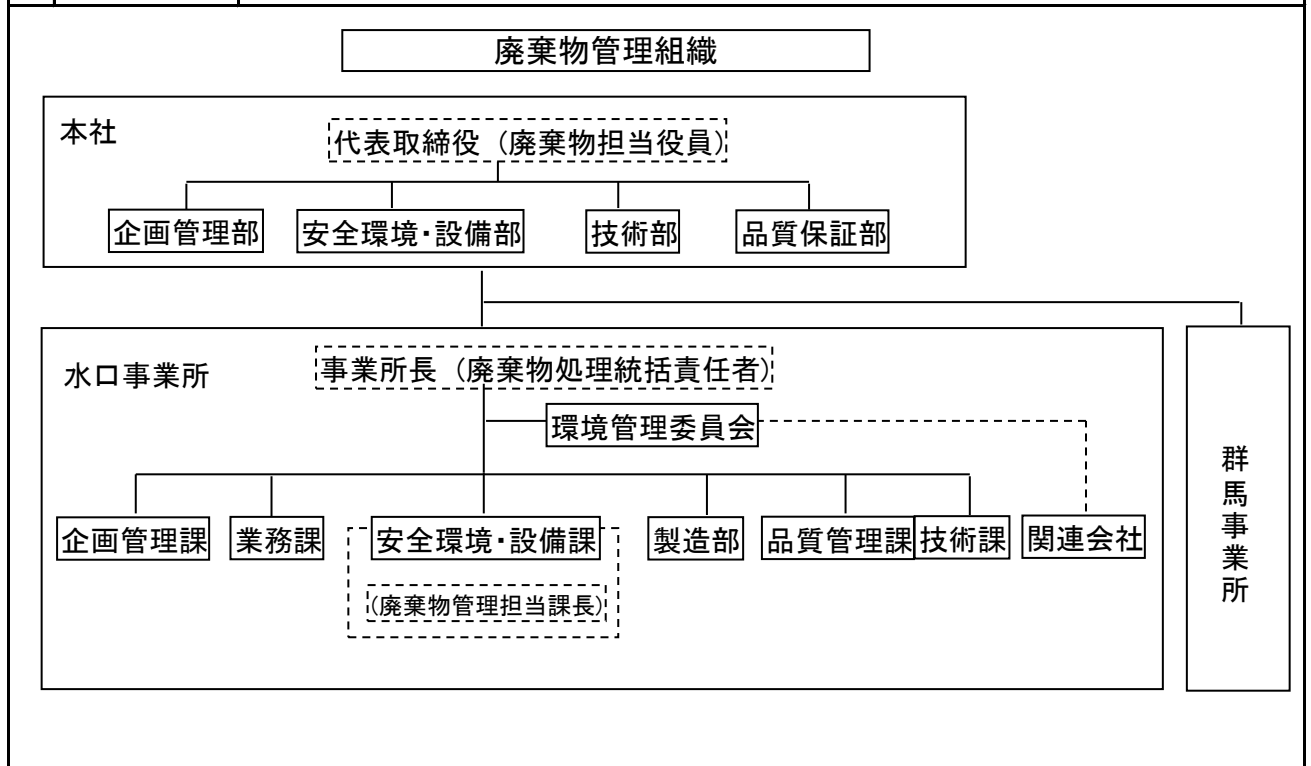 廃棄物管理組織
本社
代表取締役（廃棄物担当役員）
企画管理部 安全環境・設備部 技術部 品質保証部
水口事業所
事業所長（廃棄物処理統括責任者）
環境管理委員会
企画管理課 業務課 安全環境・設備課 製造部 品質管理課 技術課 関連会社
(廃棄物管理担当課長)
群馬事業所